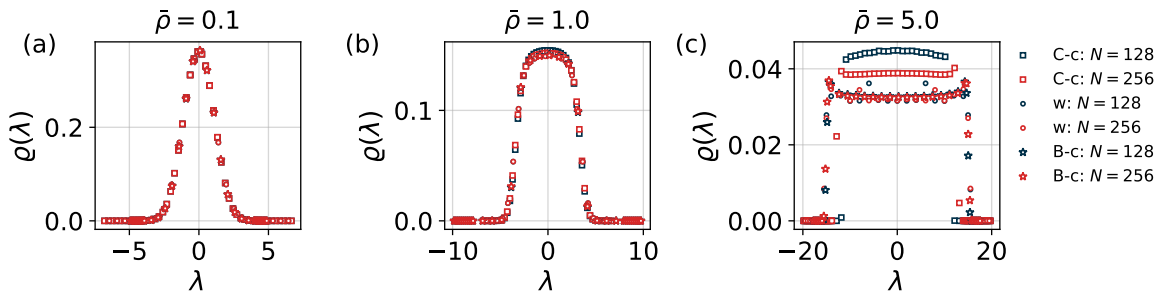 ρ̄ = 0.1
ρ̄ = 1.0
ρ̄ = 5.0
(a)
(b)
(c)
ϱ(λ)
0.2
0.0
−5
0
5
λ
ϱ(λ)
0.1
0.0
−10
0
10
λ
ϱ(λ)
0.04
0.02
0.00
−20
0
20
λ
C-c: N = 128
C-c: N = 256
w: N = 128
w: N = 256
B-c: N = 128
B-c: N = 256